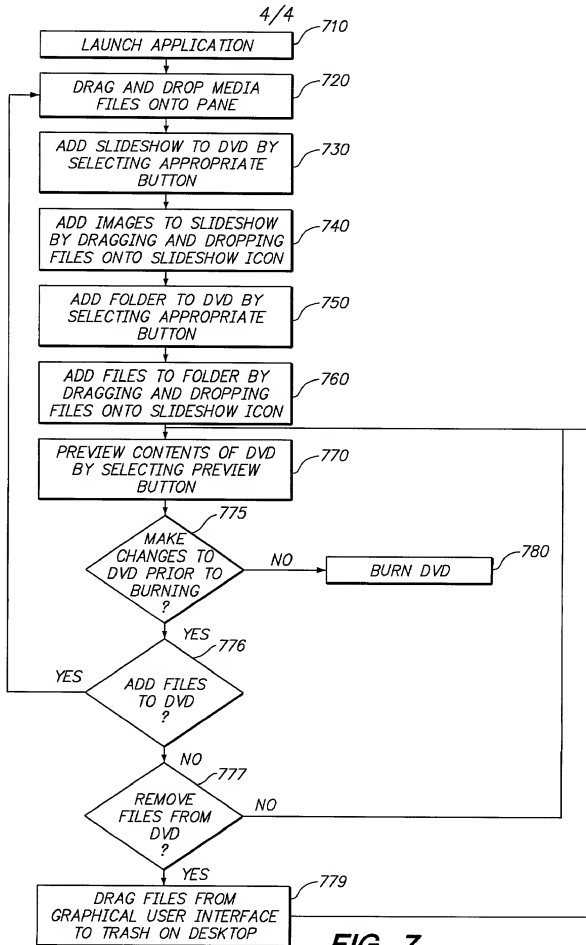 4/4
LAUNCH APPLICATION
710
DRAG AND DROP MEDIA
FILES ONTO PANE
720
ADD SLIDESHOW TO DVD BY
SELECTING APPROPRIATE
BUTTON
730
ADD IMAGES TO SLIDESHOW
BY DRAGGING AND DROPPING
FILES ONTO SLIDESHOW ICON
740
ADD FOLDER TO DVD BY
SELECTING APPROPRIATE
BUTTON
750
ADD FILES TO FOLDER BY
DRAGGING AND DROPPING
FILES ONTO SLIDESHOW ICON
760
PREVIEW CONTENTS OF DVD
BY SELECTING PREVIEW
BUTTON
770
775
MAKE
CHANGES TO
DVD PRIOR TO
BURNING
?
NO
BURN DVD
780
YES
776
YES
ADD FILES
TO DVD
?
NO
777
REMOVE
FILES FROM
DVD
?
NO
YES
779
DRAG FILES FROM
GRAPHICAL USER INTERFACE
TO TRASH ON DESKTOP
FIG. 7